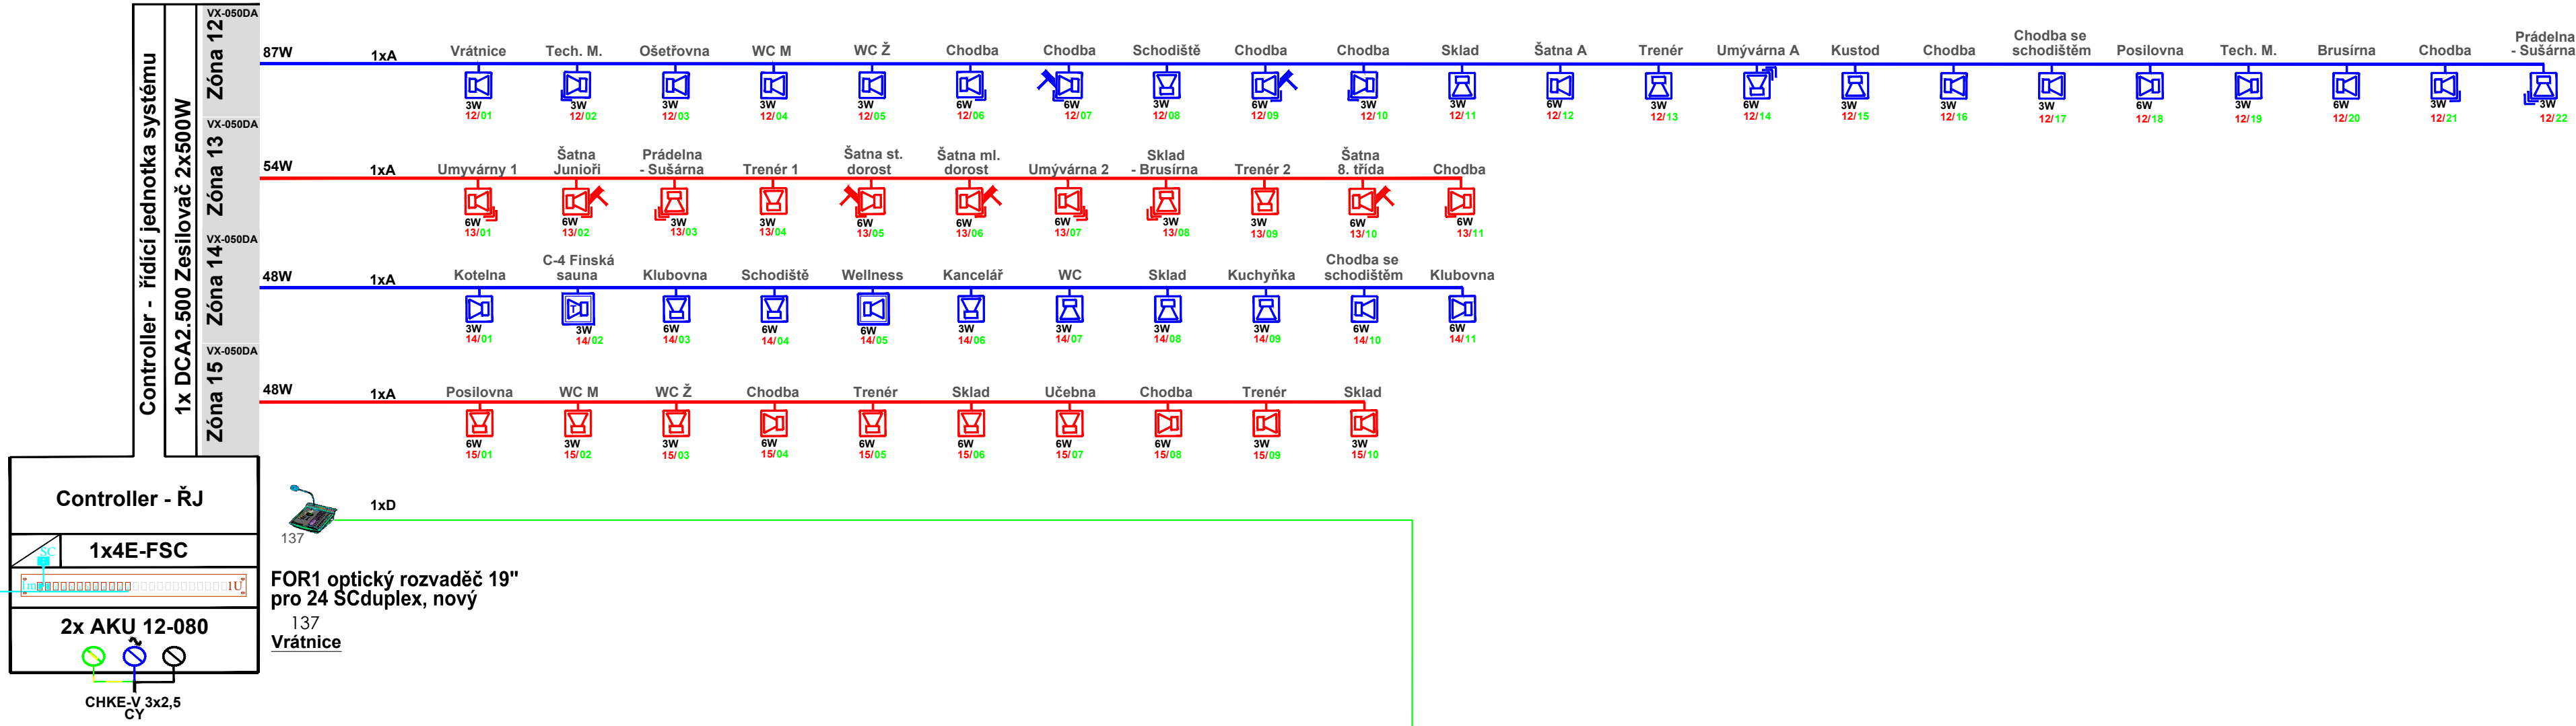 VX-050DA
Zóna 12
87W
1xA
Vrátnice
Tech. M.
Ošetřovna
WC M
WC Ž
Chodba
Chodba
Schodiště
Chodba
Chodba
Sklad
Šatna A
Trenér
Umývárna A
Kustod
Chodba
Chodba se
schodištěm
Posilovna
Tech. M.
Brusírna
Chodba
Prádelna
- Sušárna
3W
3W
3W
3W
3W
6W
6W
3W
6W
3W
3W
6W
3W
6W
3W
3W
3W
6W
3W
6W
3W
3W
12/01
12/02
12/03
12/04
12/05
12/06
12/07
12/08
12/09
12/10
12/11
12/12
12/13
12/14
12/15
12/16
12/17
12/18
12/19
12/20
12/21
12/22
VX-050DA
Zóna 13
54W
1xA
Umyvárny 1
Šatna
Junioři
Prádelna
- Sušárna
Trenér 1
Šatna st.
dorost
Šatna ml.
dorost
Umývárna 2
Sklad
- Brusírna
Trenér 2
Šatna
8. třída
Chodba
6W
6W
3W
3W
6W
6W
6W
3W
3W
6W
6W
13/01
13/02
13/03
13/04
13/05
13/06
13/07
13/08
13/09
13/10
13/11
VX-050DA
Zóna 14
48W
1xA
Kotelna
C-4 Finská
sauna
Klubovna
Schodiště
Wellness
Kancelář
WC
Sklad
Kuchyňka
Chodba se
schodištěm
Klubovna
3W
3W
6W
6W
6W
3W
3W
3W
3W
6W
6W
14/01
14/02
14/03
14/04
14/05
14/06
14/07
14/08
14/09
14/10
14/11
VX-050DA
Zóna 15
48W
1xA
Posilovna
WC M
WC Ž
Chodba
Trenér
Sklad
Učebna
Chodba
Trenér
Sklad
6W
3W
3W
6W
6W
6W
6W
6W
3W
3W
15/01
15/02
15/03
15/04
15/05
15/06
15/07
15/08
15/09
15/10
Controller - řídící jednotka systému
1x DCA2.500 Zesilovač 2x500W
Controller - ŘJ
1xD
137
SC
1x4E-FSC
1U
FOR1 optický rozvaděč 19"
pro 24 SCduplex, nový
137
Vrátnice
2x AKU 12-080
~
CHKE-V 3x2,5
CY